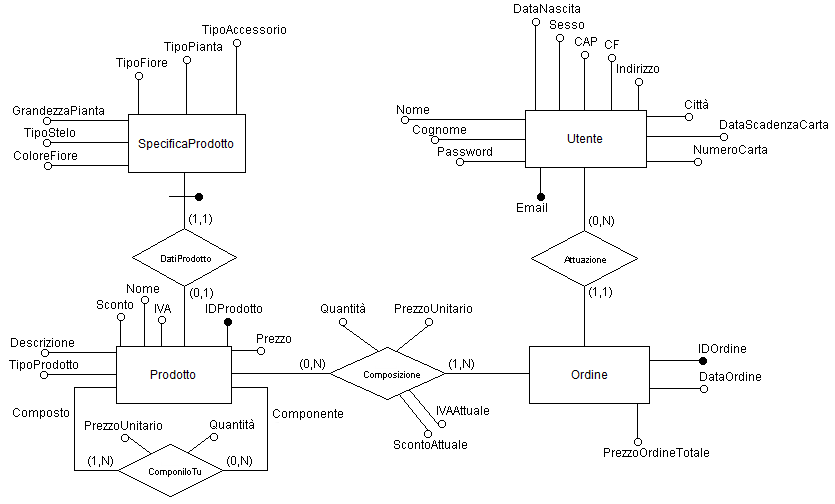 DataNascita
Sesso
CAP
CF
Indirizzo
TipoAccessorio
TipoPianta
TipoFiore
GrandezzaPianta
TipoStelo
ColoreFiore
SpecificaProdotto
Nome
Cognome
Password
Utente
Città
DataScadenzaCarta
NumeroCarta
Email
(1,1)
(0,N)
DatiProdotto
Attuazione
(0,1)
(1,1)
Nome
Sconto
IVA
IDProdotto
Prezzo
Descrizione
TipoProdotto
Prodotto
Quantità
PrezzoUnitario
(0,N)
Composizione
(1,N)
Ordine
IDOrdine
DataOrdine
PrezzoOrdineTotale
IVAAttuale
ScontoAttuale
Composto
Componente
PrezzoUnitario
Quantità
(1,N)
ComponiloTu
(0,N)